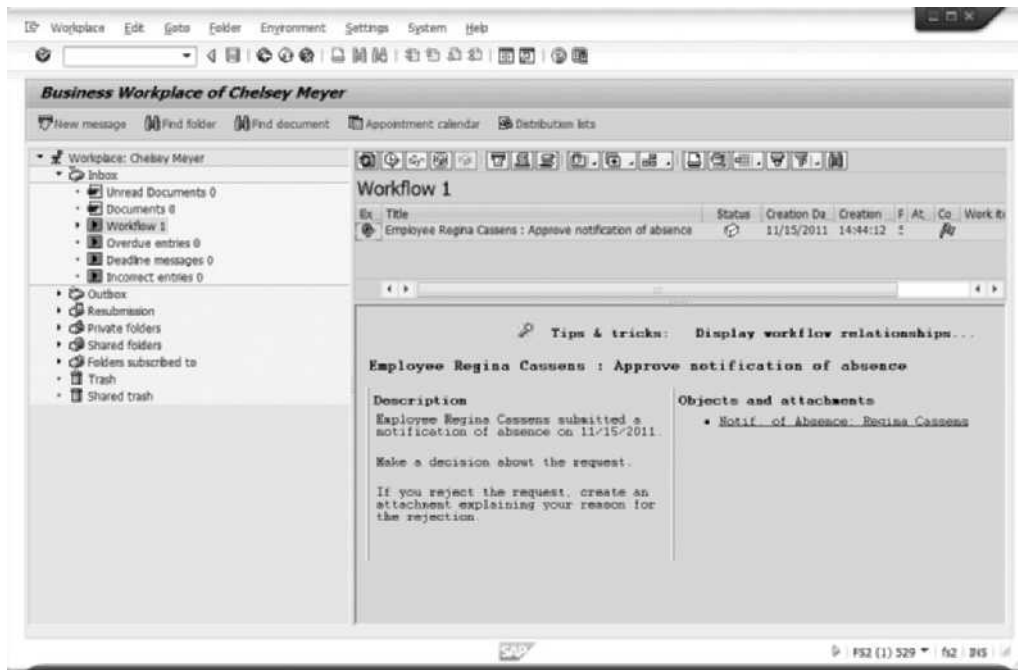 Workplace Edit Goto Folder Environment Settings System Help
Business Workplace of Chelsey Meyer
New message Find folder Find document Appointment calendar Distribution lists
Workplace: Chelsey Meyer
Inbox
Unread Documents 0
Documents 0
Workflow 1
Overdue entries 0
Deadline messages 0
Incorrect entries 0
Outbox
Resubmission
Private folders
Shared folders
Folders subscribed to
Trash
Shared trash
Workflow 1
Ex Title Status Creation Da Creation F At Co Work it
Employee Regina Cassens : Approve notification of absence 11/15/2011 14:44:12 5
Tips & tricks: Display workflow relationships...
Employee Regina Cassens : Approve notification of absence
Description
Employee Regina Cassens submitted a
notification of absence on 11/15/2011.
Make a decision about the request.
If you reject the request, create an
attachment explaining your reason for
the rejection.
Objects and attachments
Notif. of Absence: Regina Cassens
SAP
FS2 (1) 529 fs2 INS